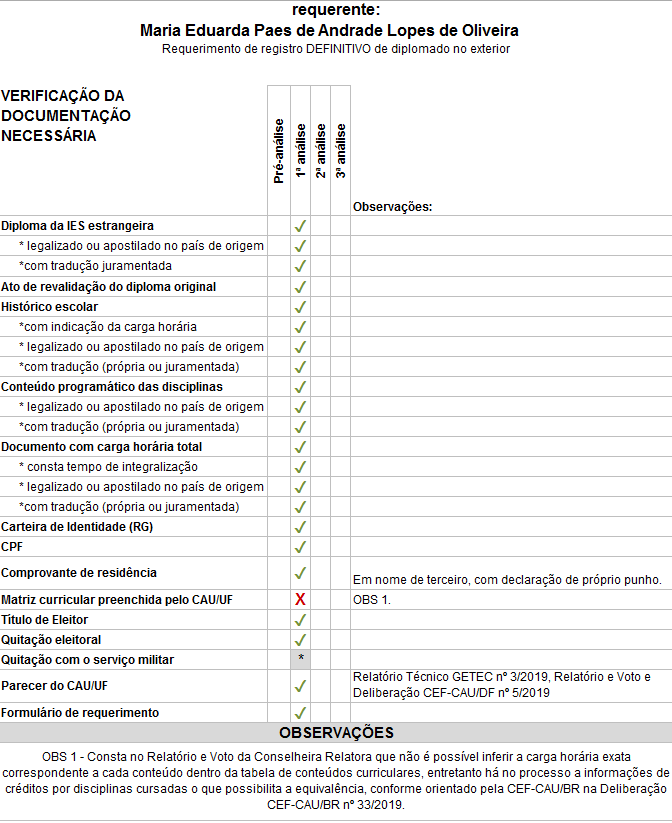 requerente:
Maria Eduarda Paes de Andrade Lopes de Oliveira
Requerimento de registro DEFINITIVO de diplomado no exterior
VERIFICAÇÃO DA
DOCUMENTAÇÃO
NECESSÁRIA
Pré-análise
1ª análise
2ª análise
3ª análise
Observações:
Diploma da IES estrangeira ✓
* legalizado ou apostilado no país de origem ✓
*com tradução juramentada ✓
Ato de revalidação do diploma original ✓
Histórico escolar ✓
*com indicação da carga horária ✓
* legalizado ou apostilado no país de origem ✓
*com tradução (própria ou juramentada) ✓
Conteúdo programático das disciplinas ✓
* legalizado ou apostilado no país de origem ✓
*com tradução (própria ou juramentada) ✓
Documento com carga horária total ✓
* consta tempo de integralização ✓
* legalizado ou apostilado no país de origem ✓
*com tradução (própria ou juramentada) ✓
Carteira de Identidade (RG) ✓
CPF ✓
Comprovante de residência ✓ Em nome de terceiro, com declaração de próprio punho.
Matriz curricular preenchida pelo CAU/UF X OBS 1.
Título de Eleitor ✓
Quitação eleitoral ✓
Quitação com o serviço militar *
Parecer do CAU/UF ✓ Relatório Técnico GETEC nº 3/2019, Relatório e Voto e
Deliberação CEF-CAU/DF nº 5/2019
Formulário de requerimento ✓
OBSERVAÇÕES
OBS 1 - Consta no Relatório e Voto da Conselheira Relatora que não é possível inferir a carga horária exata
correspondente a cada conteúdo dentro da tabela de conteúdos curriculares, entretanto há no processo a informações de
créditos por disciplinas cursadas o que possibilita a equivalência, conforme orientado pela CEF-CAU/BR na Deliberação
CEF-CAU/BR nº 33/2019.